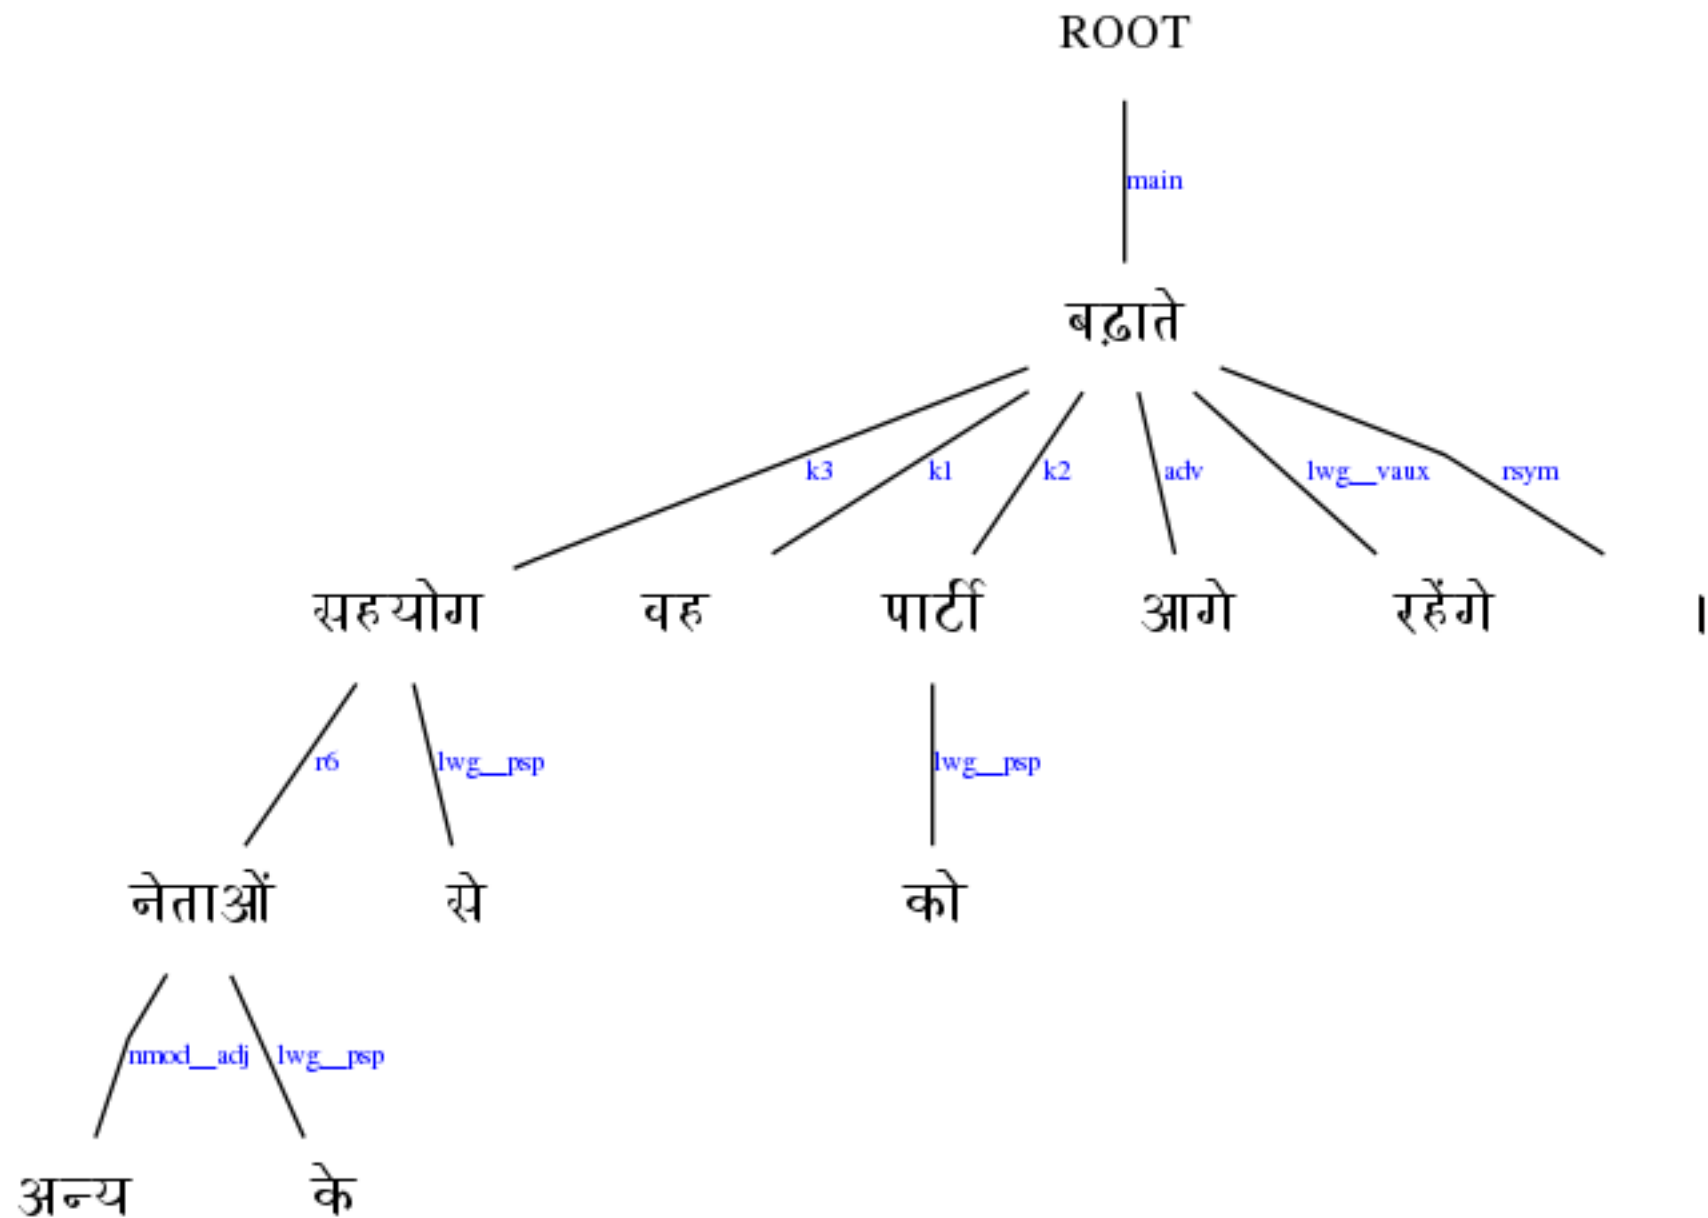 ROOT
main
बढ़ाते
k3 k1 k2 adv lwg__vaux rsym
सहयोग वह पार्टी आगे रहेंगे ।
r6 lwg__psp lwg__psp
नेताओं से को
nmod__adj lwg__psp
अन्य के